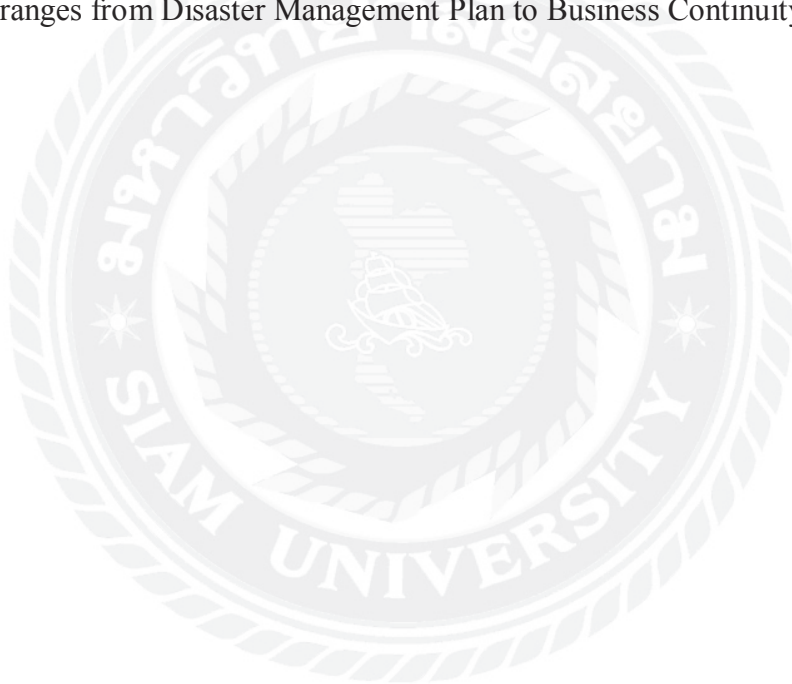 ranges from Disaster Management Plan to Business Continuity
มหาวิทยาลัยสยาม
SIAM UNIVERSITY